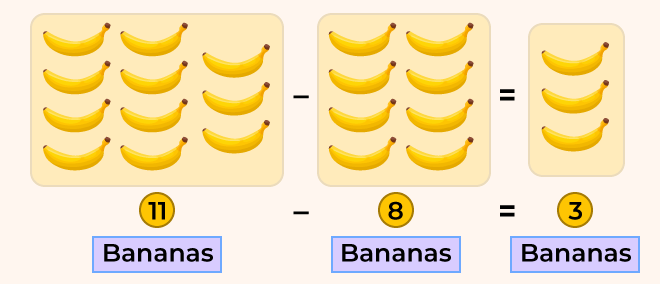 – =
11 – 8 = 3
Bananas Bananas Bananas